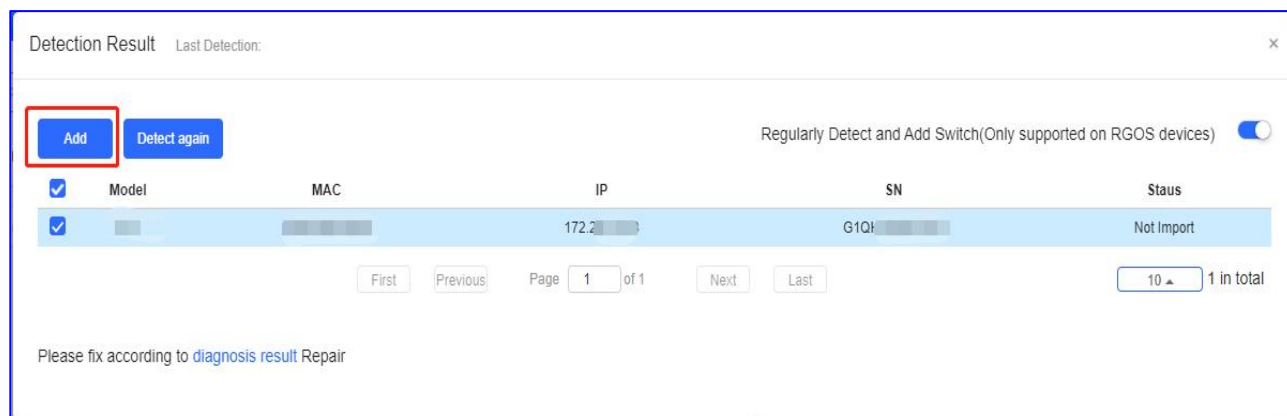 Detection Result Last Detection:
×
Add Detect again Regularly Detect and Add Switch(Only supported on RGOS devices)
Model MAC IP SN Staus
172.2 G1Q Not Import
First Previous Page 1 of 1 Next Last 10 1 in total
Please fix according to diagnosis result Repair